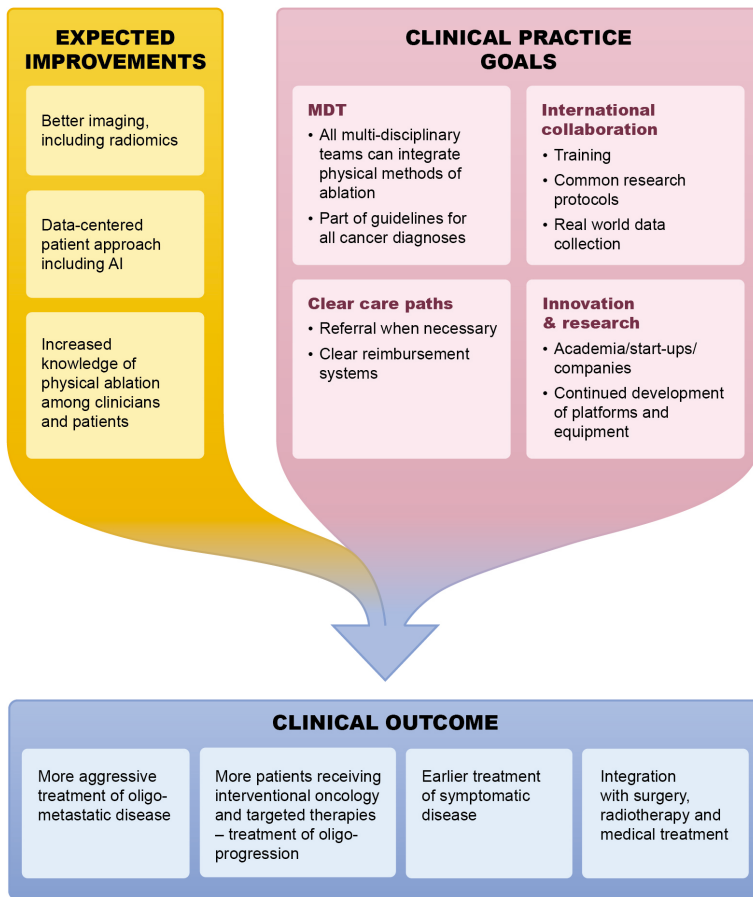 EXPECTED
IMPROVEMENTS
Better imaging,
including radiomics
Data-centered
patient approach
including AI
Increased
knowledge of
physical ablation
among clinicians
and patients
CLINICAL PRACTICE
GOALS
MDT
• All multi-disciplinary
teams can integrate
physical methods of
ablation
• Part of guidelines for
all cancer diagnoses
International
collaboration
• Training
• Common research
protocols
• Real world data
collection
Clear care paths
• Referral when necessary
• Clear reimbursement
systems
Innovation
& research
• Academia/start-ups/
companies
• Continued development
of platforms and
equipment
CLINICAL OUTCOME
More aggressive
treatment of oligo-
metastatic disease
More patients receiving
interventional oncology
and targeted therapies
– treatment of oligo-
progression
Earlier treatment
of symptomatic
disease
Integration
with surgery,
radiotherapy and
medical treatment